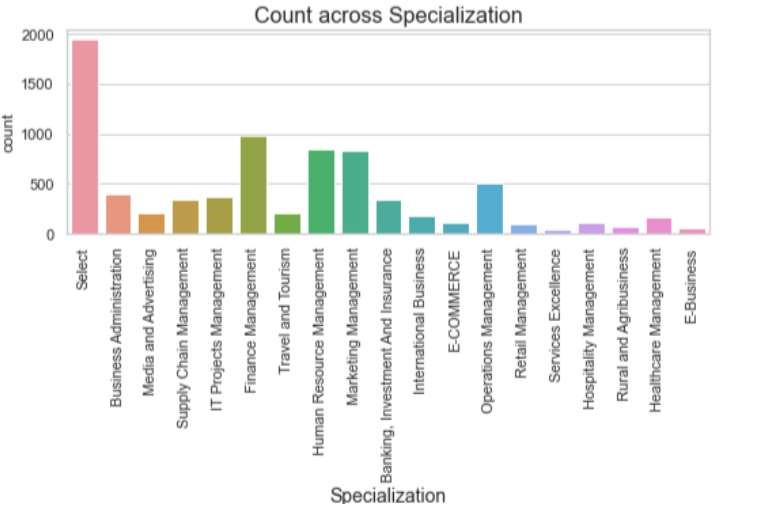 Count across Specialization
2000
1500
1000
500
0
count
Select
Business Administration
Media and Advertising
Supply Chain Management
IT Projects Management
Finance Management
Travel and Tourism
Human Resource Management
Marketing Management
Banking, Investment And Insurance
International Business
E-COMMERCE
Operations Management
Retail Management
Services Excellence
Hospitality Management
Rural and Agribusiness
Healthcare Management
E-Business
Specialization